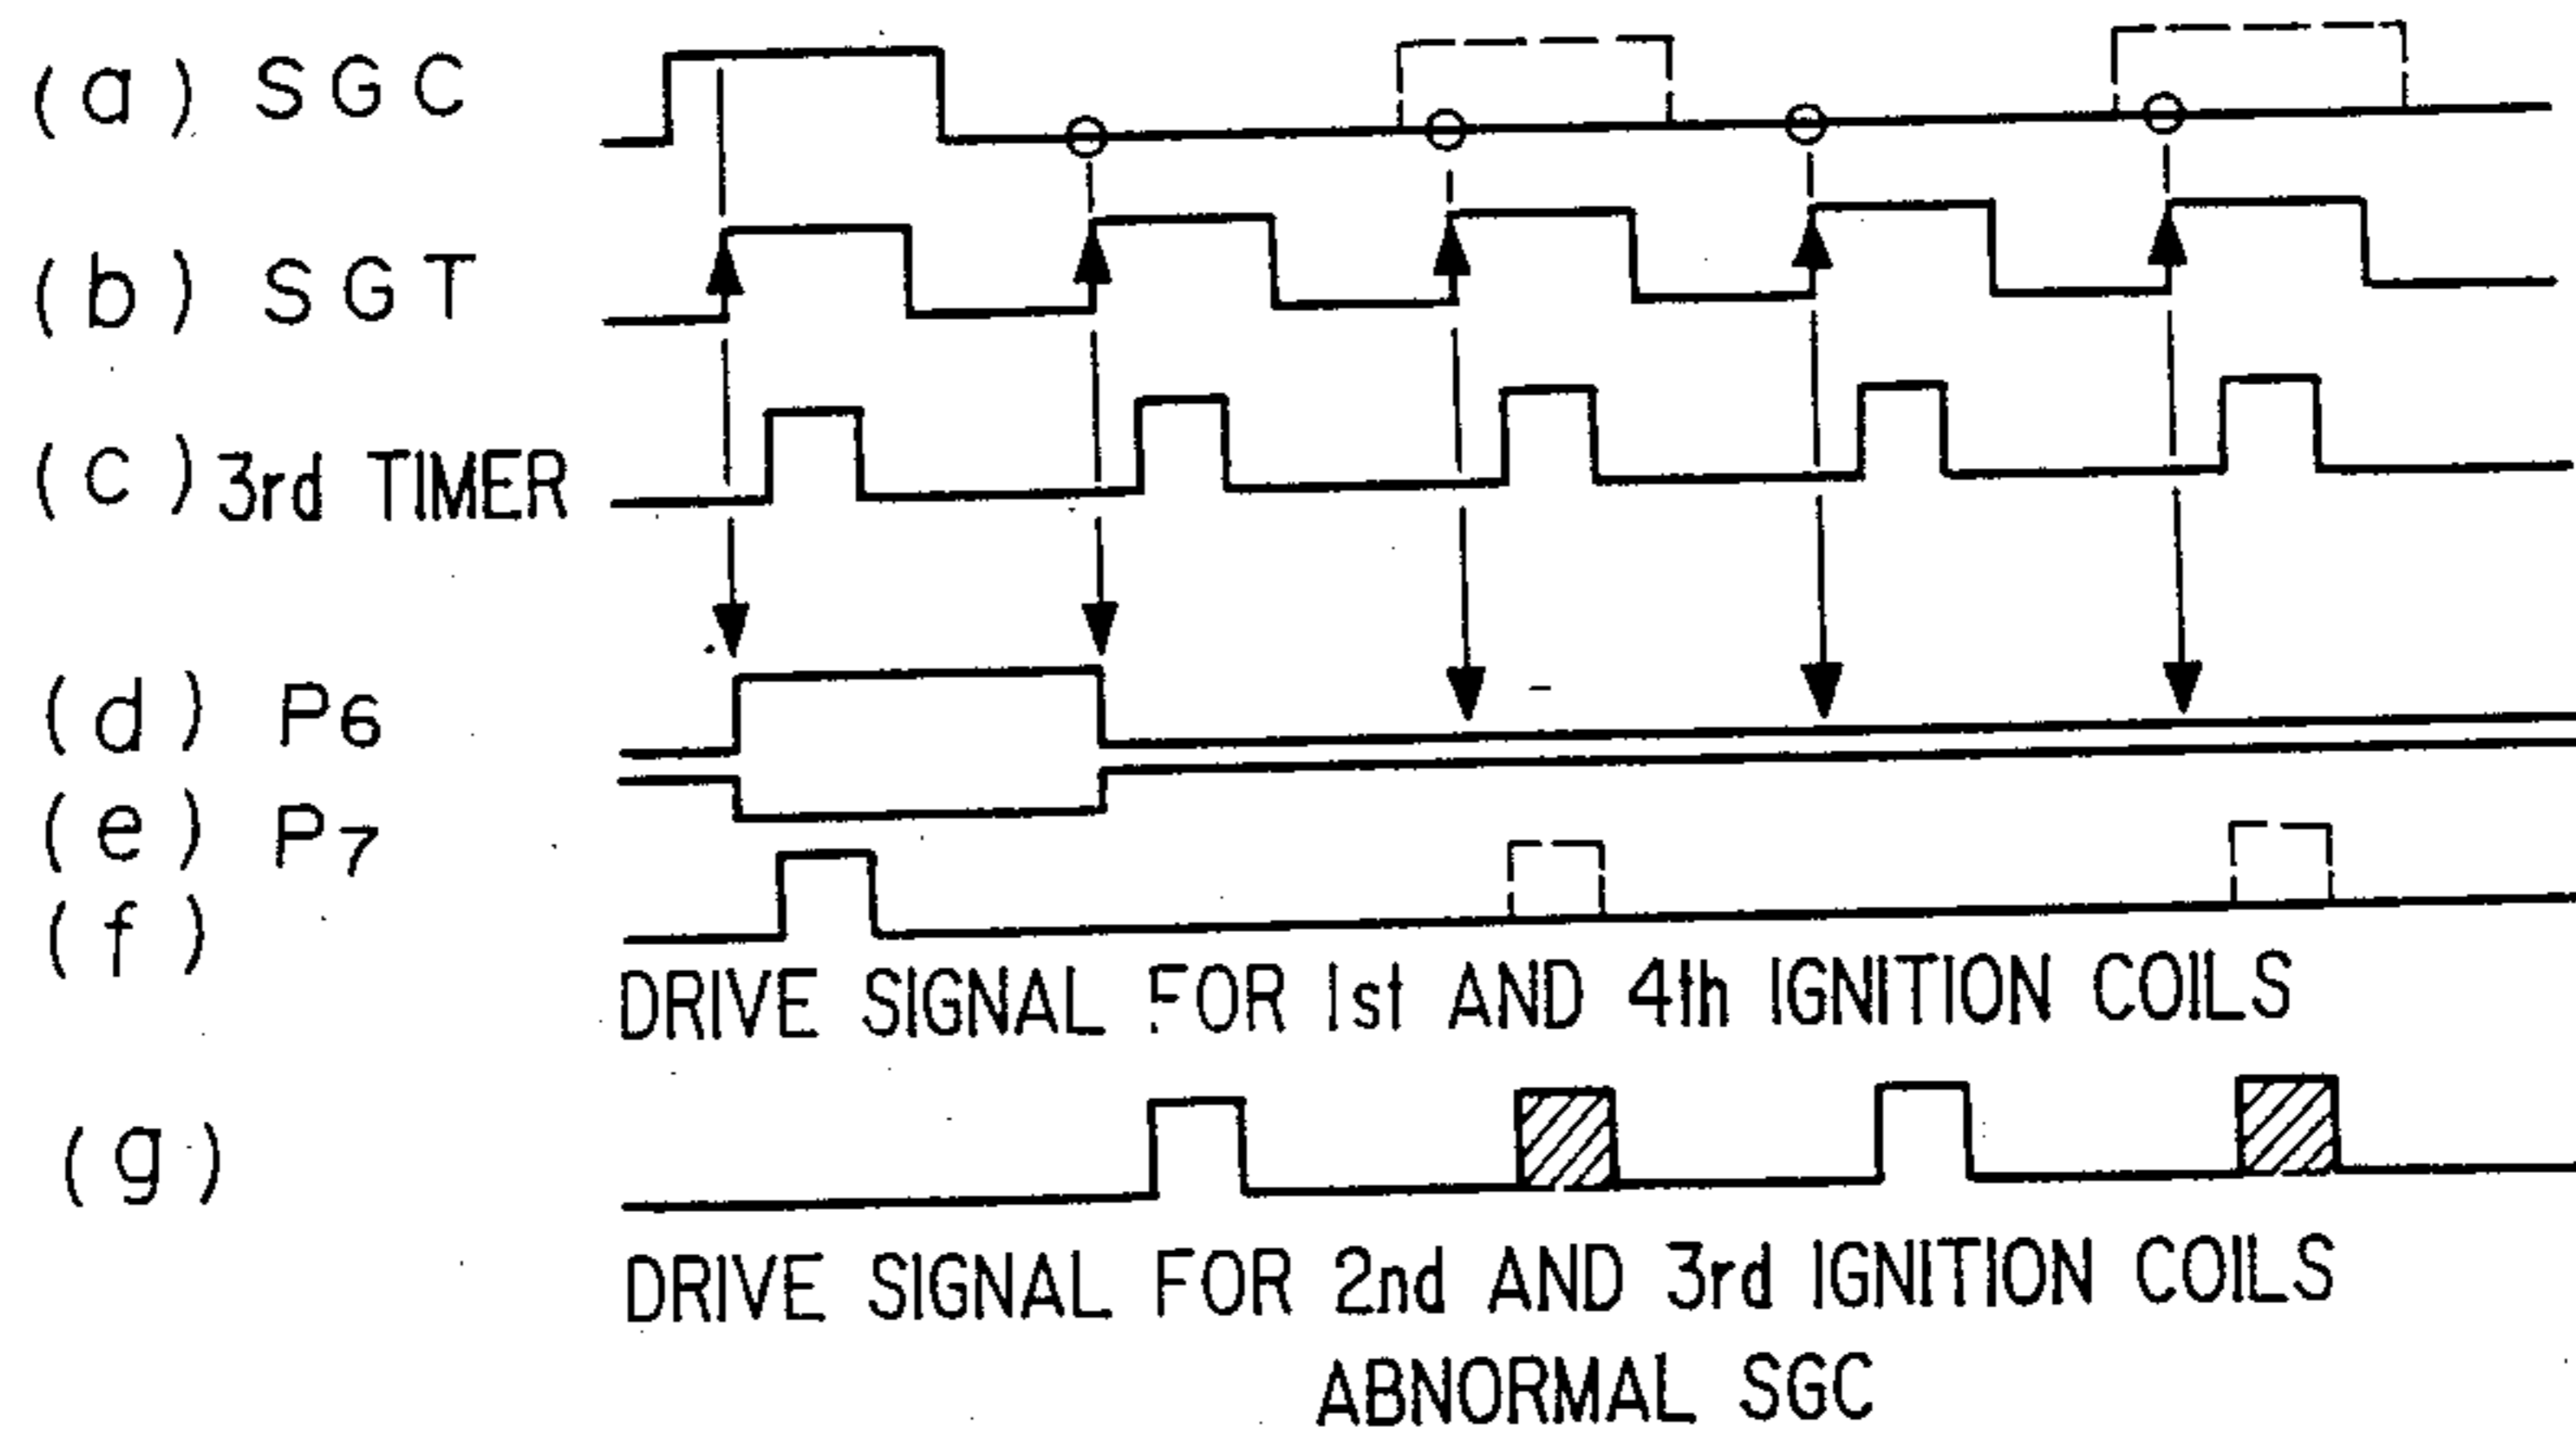 (a) SGC
(b) SGT
(c) 3rd TIMER
(d) P6
(e) P7
(f)
DRIVE SIGNAL FOR 1st AND 4th IGNITION COILS
(g)
DRIVE SIGNAL FOR 2nd AND 3rd IGNITION COILS
ABNORMAL SGC